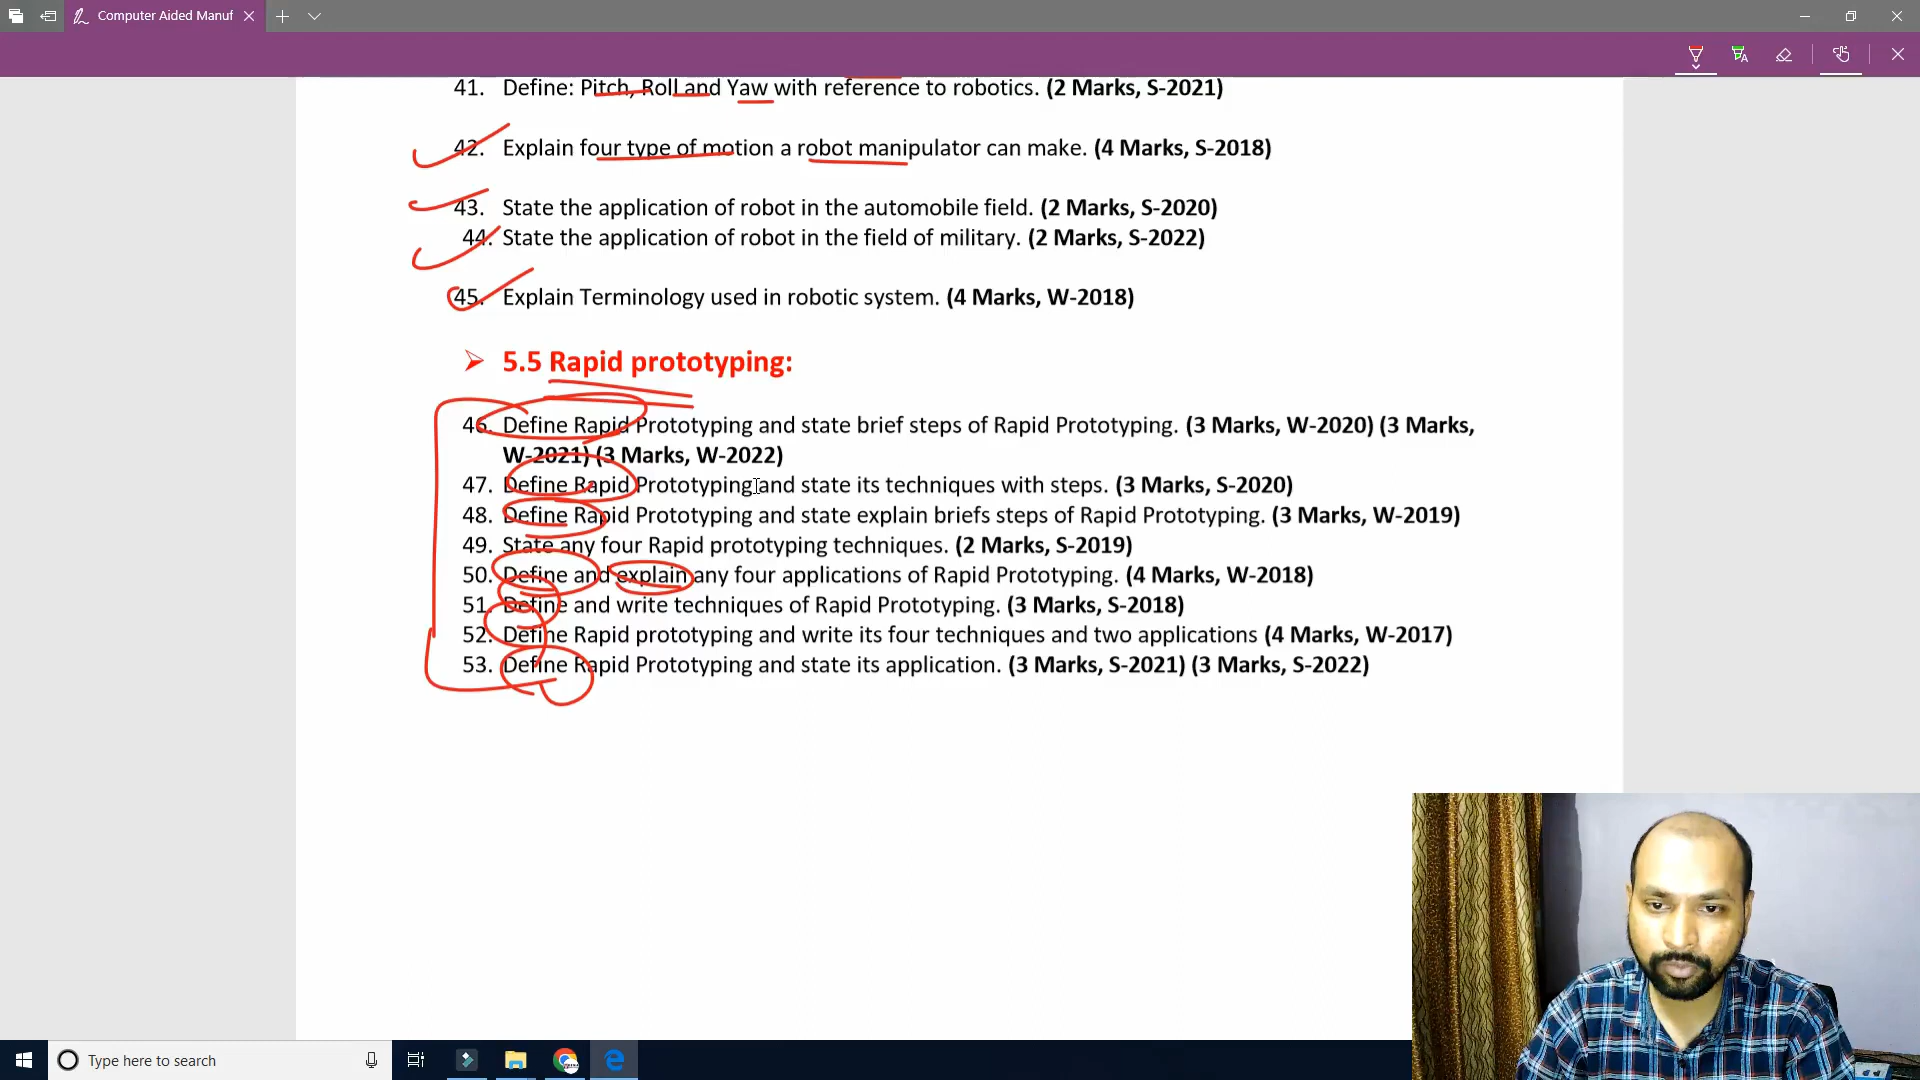 Computer Aided Manuf
41. Define: Pitch, Roll and Yaw with reference to robotics. (2 Marks, S-2021)
42. Explain four type of motion a robot manipulator can make. (4 Marks, S-2018)
43. State the application of robot in the automobile field. (2 Marks, S-2020)
44. State the application of robot in the field of military. (2 Marks, S-2022)
45. Explain Terminology used in robotic system. (4 Marks, W-2018)
5.5 Rapid prototyping:
46. Define Rapid Prototyping and state brief steps of Rapid Prototyping. (3 Marks, W-2020) (3 Marks,
W-2021) (3 Marks, W-2022)
47. Define Rapid Prototyping and state its techniques with steps. (3 Marks, S-2020)
48. Define Rapid Prototyping and state explain briefs steps of Rapid Prototyping. (3 Marks, W-2019)
49. State any four Rapid prototyping techniques. (2 Marks, S-2019)
50. Define and explain any four applications of Rapid Prototyping. (4 Marks, W-2018)
51. Define and write techniques of Rapid Prototyping. (3 Marks, S-2018)
52. Define Rapid prototyping and write its four techniques and two applications (4 Marks, W-2017)
53. Define Rapid Prototyping and state its application. (3 Marks, S-2021) (3 Marks, S-2022)
Type here to search